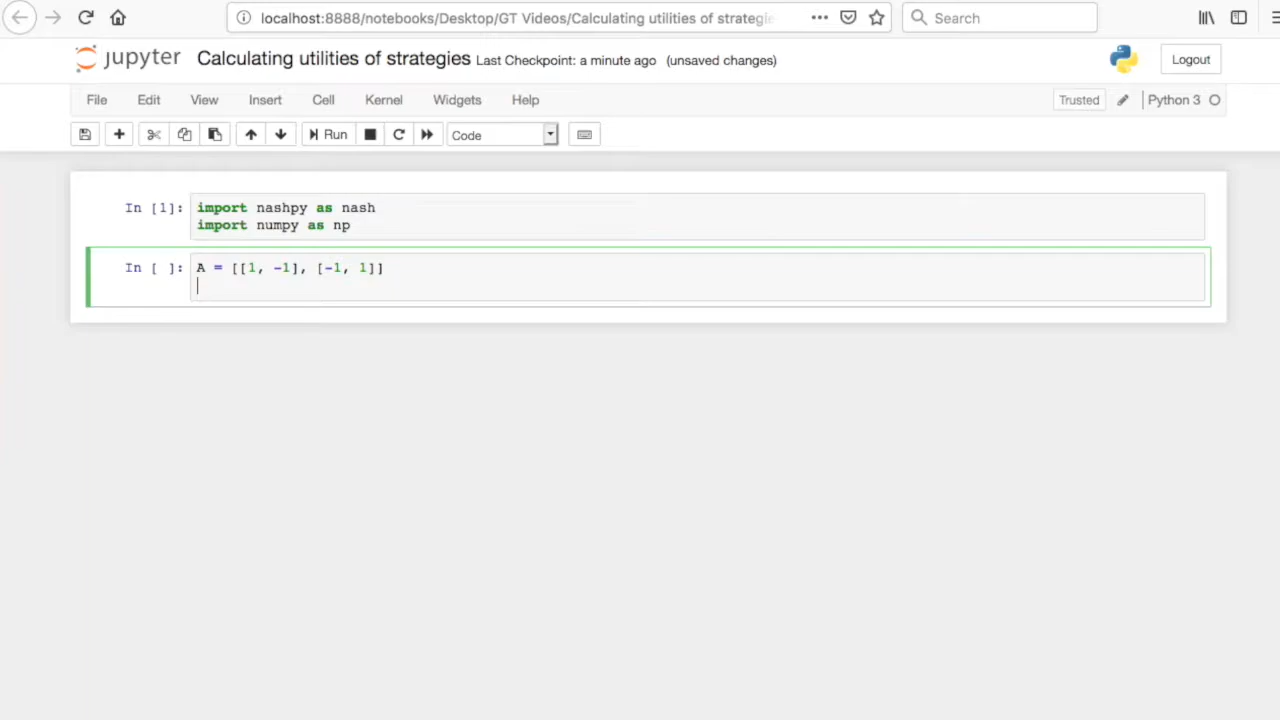 localhost:8888/notebooks/Desktop/GT Videos/Calculating utilities of strategie
Search
jupyter Calculating utilities of strategies Last Checkpoint: a minute ago (unsaved changes)
Logout
File Edit View Insert Cell Kernel Widgets Help
Trusted Python 3
Run Code
In [1]: import nashpy as nash
import numpy as np
In [ ]: A = [[1, -1], [-1, 1]]